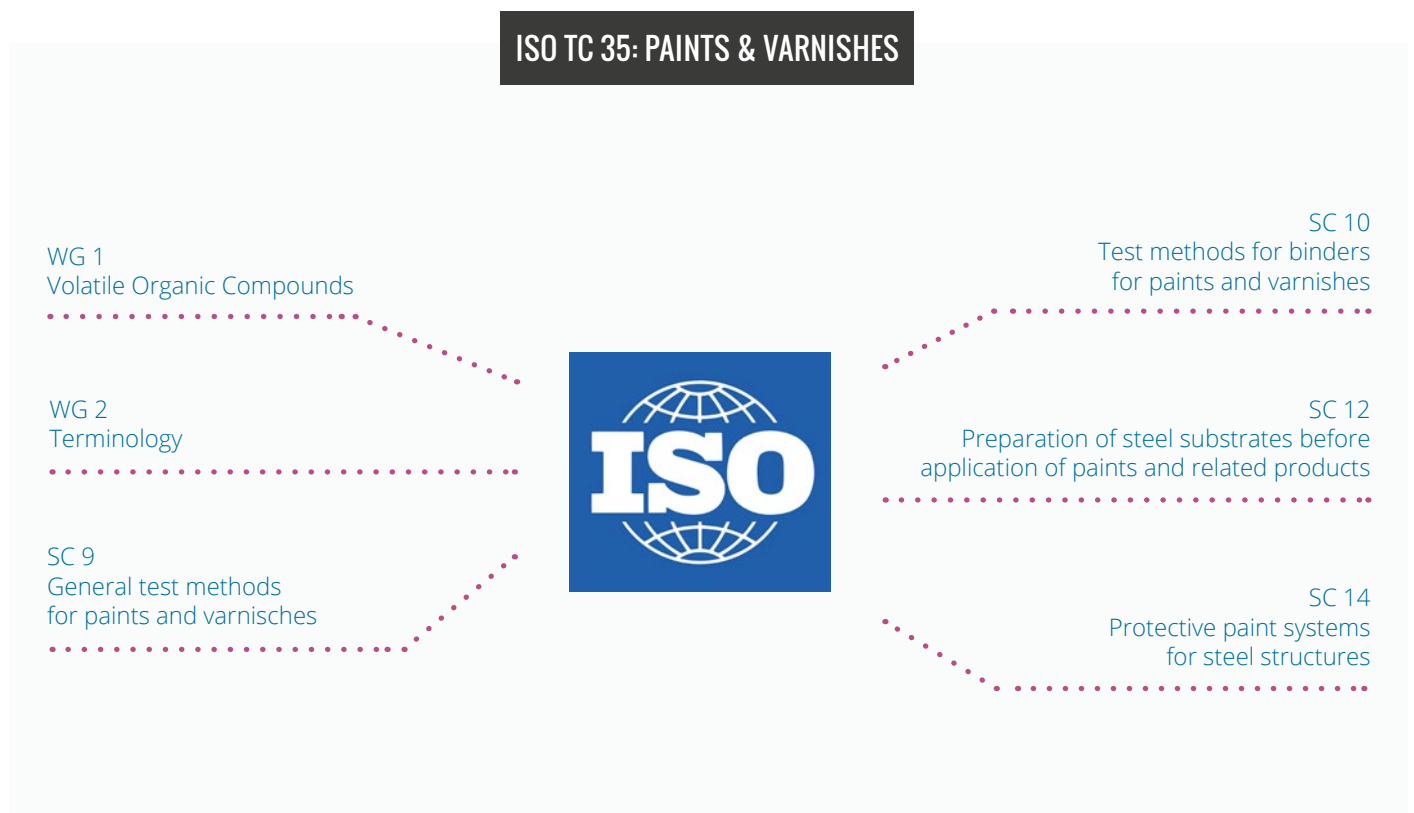 ISO TC 35: PAINTS & VARNISHES
WG 1
Volatile Organic Compounds
WG 2
Terminology
SC 9
General test methods
for paints and varnisches
ISO
SC 10
Test methods for binders
for paints and varnishes
SC 12
Preparation of steel substrates before
application of paints and related products
SC 14
Protective paint systems
for steel structures